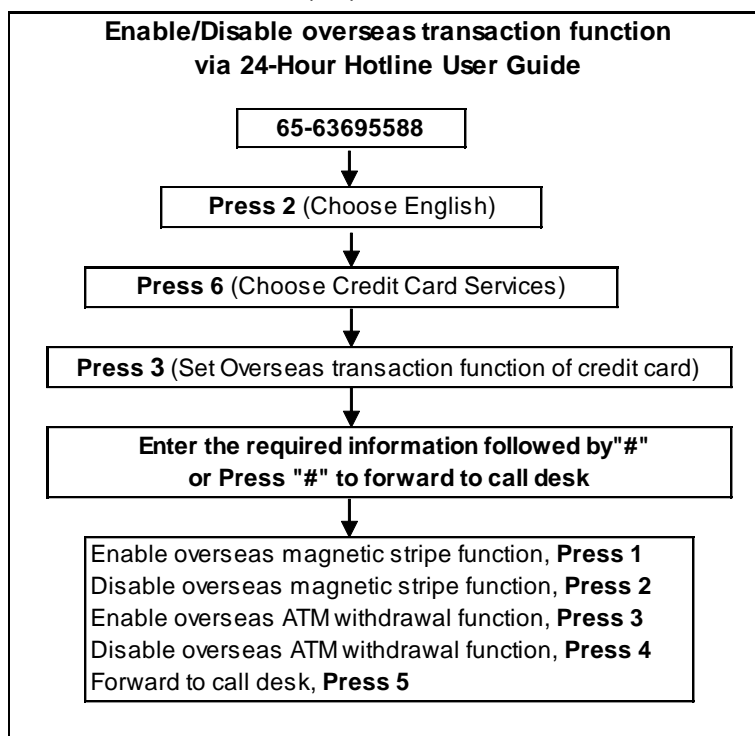 Enable/Disable overseas transaction function
via 24-Hour Hotline User Guide
65-63695588
Press 2 (Choose English)
Press 6 (Choose Credit Card Services)
Press 3 (Set Overseas transaction function of credit card)
Enter the required information followed by"#"
or Press "#" to forward to call desk
Enable overseas magnetic stripe function, Press 1
Disable overseas magnetic stripe function, Press 2
Enable overseas ATM withdrawal function, Press 3
Disable overseas ATM withdrawal function, Press 4
Forward to call desk, Press 5